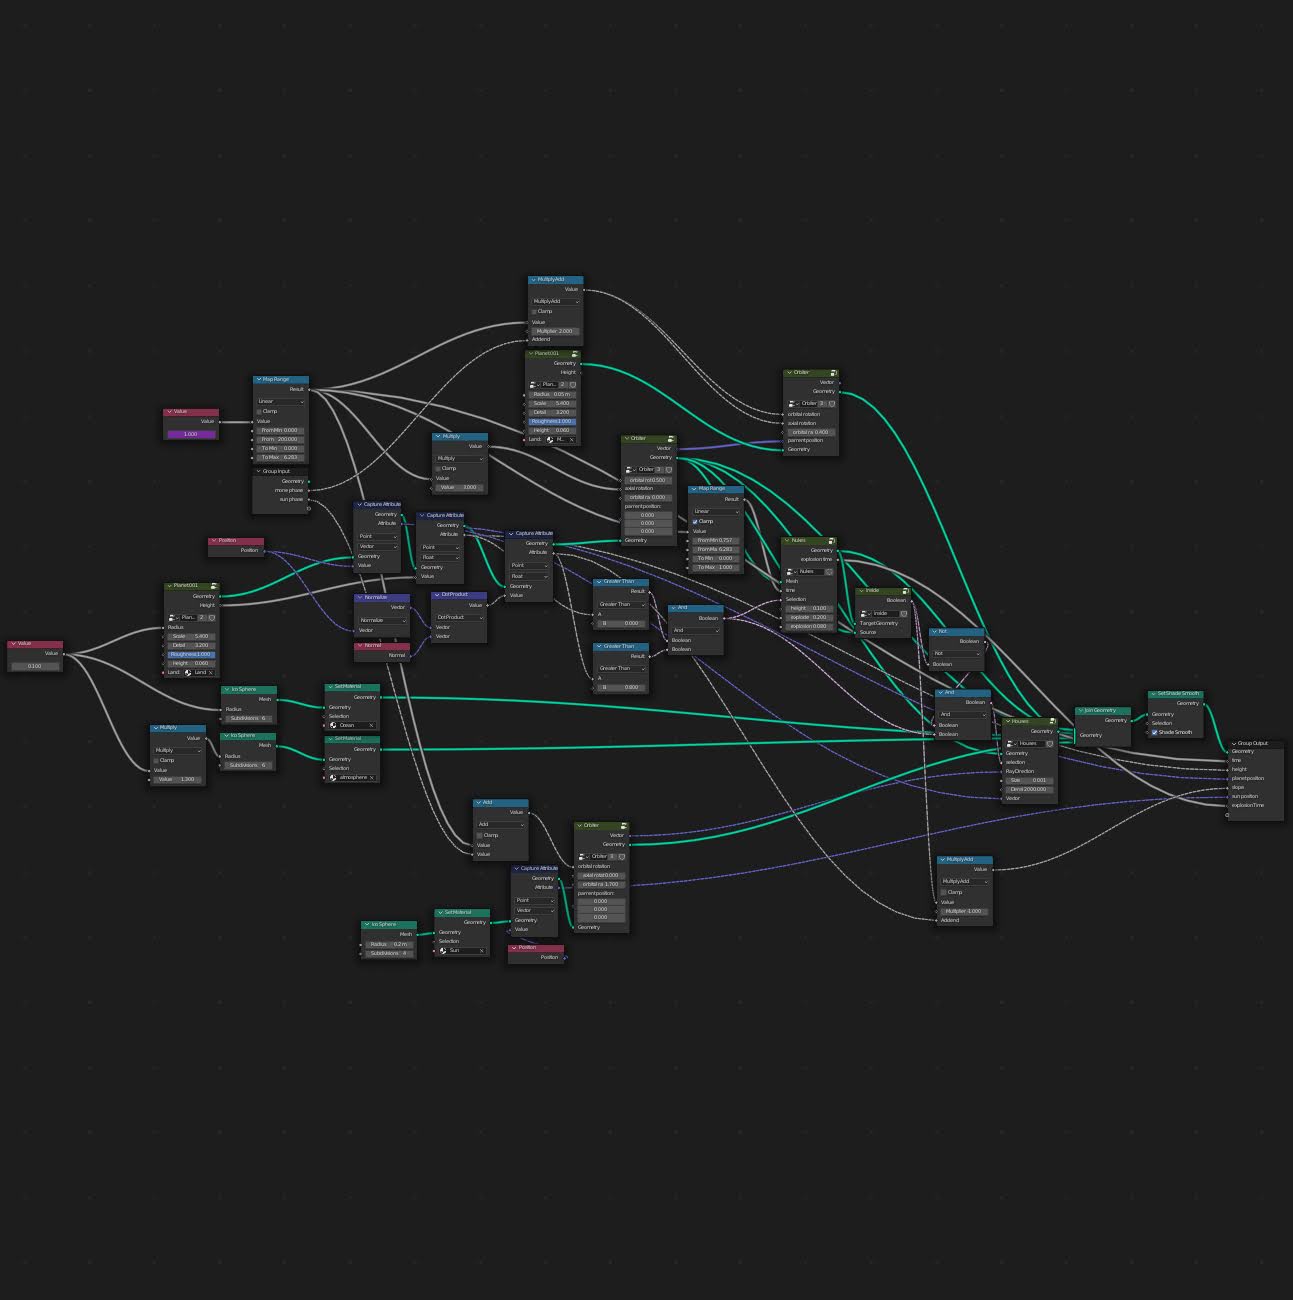 MultiplyAdd
Value
MultiplyAdd
Clamp
Value
Multiplier 2.000
Addend
Planet001
Geometry
Height
Plan..
2
Radius 0.05 m
Scale 5.400
Detail 3.200
Roughness 1.000
Height 0.060
Land:
M..
Orbiter
Vector
Geometry
Orbiter 3
orbital rotation
axial rotation
orbital ra 0.400
parrent position
Geometry
Map Range
Result
Linear
Clamp
Value
From Min 0.000
From 200.000
To Min 0.000
To Max 6.283
Value
Value
1.000
Group Input
Geometry
mone phase
sun phase
Multiply
Value
Multiply
Clamp
Value
Value
Orbiter
Vector
Geometry
Orbiter 3
orbital rot 0.500
axial rotation
orbital ra 0.000
parrent position:
0.000
0.000
0.000
Geometry
Map Range
Result
Linear
Clamp
Value
From Min 0.757
From Ma 6.283
To Min 0.000
To Max 1.000
Capture Attribute
Geometry
Attribute
Point
Vector
Geometry
Value
Capture Attribute
Geometry
Attribute
Point
Float
Geometry
Value
Capture Attribute
Geometry
Attribute
Point
Float
Geometry
Value
Position
Position
Nukes
Geometry
explosion time
Nukes
Mesh
time
Selection
height 0.100
explode 0.200
explosion 0.080
Inside
Boolean
inside
Target Geometry
Source
Planet001
Geometry
Height
Plan..
2
Radius
Scale 5.400
Detail 3.200
Roughness 1.000
Height 0.060
Land:
Land
Normalize
Vector
Normalize
Vector
Normal
Normal
DotProduct
Value
DotProduct
Vector
Vector
Greater Than
Result
Greater Than
A
B 0.000
Greater Than
Result
Greater Than
A
B 0.800
And
Boolean
And
Boolean
Boolean
Not
Boolean
Not
Boolean
Value
Value
0.100
Ico Sphere
Mesh
Radius
Subdivisions 6
Set Material
Geometry
Geometry
Selection
Ocean
Multiply
Value
Multiply
Clamp
Value
Value 1.300
Ico Sphere
Mesh
Radius
Subdivisions 6
Set Material
Geometry
Geometry
Selection
atmosphere
And
Boolean
And
Boolean
Boolean
Houses
Geometry
Houses
Geometry
selection
RayDirection
Size 0.001
Densi 2000.000
Vector
Join Geometry
Geometry
Geometry
Set Shade Smooth
Geometry
Geometry
Selection
Shade Smooth
Group Output
Geometry
time
height
planet position
slope
sun position
explosionTime
Add
Value
Add
Clamp
Value
Value
Orbiter
Vector
Geometry
Orbiter 3
orbital rotation
axial rotat 0.000
orbital ra 1.700
parrent position:
0.000
0.000
0.000
Geometry
Capture Attribute
Geometry
Attribute
Point
Vector
Geometry
Value
MultiplyAdd
Value
MultiplyAdd
Clamp
Value
Multiplier -1.000
Addend
Ico Sphere
Mesh
Radius 0.2 m
Subdivisions 4
Set Material
Geometry
Geometry
Selection
Sun
Position
Position